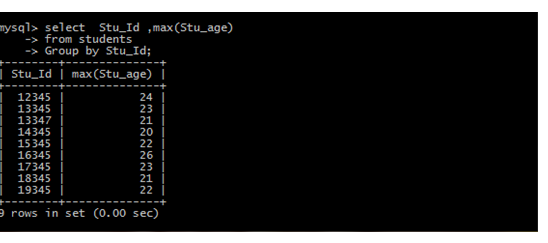 mysql> select  Stu_Id ,max(Stu_age)
    -> from students
    -> Group by Stu_Id;
+--------+--------------+
| Stu_Id | max(Stu_age) |
+--------+--------------+
|  12345 |           24 |
|  13345 |           23 |
|  13347 |           21 |
|  14345 |           20 |
|  15345 |           22 |
|  16345 |           26 |
|  17345 |           23 |
|  18345 |           21 |
|  19345 |           22 |
+--------+--------------+
9 rows in set (0.00 sec)